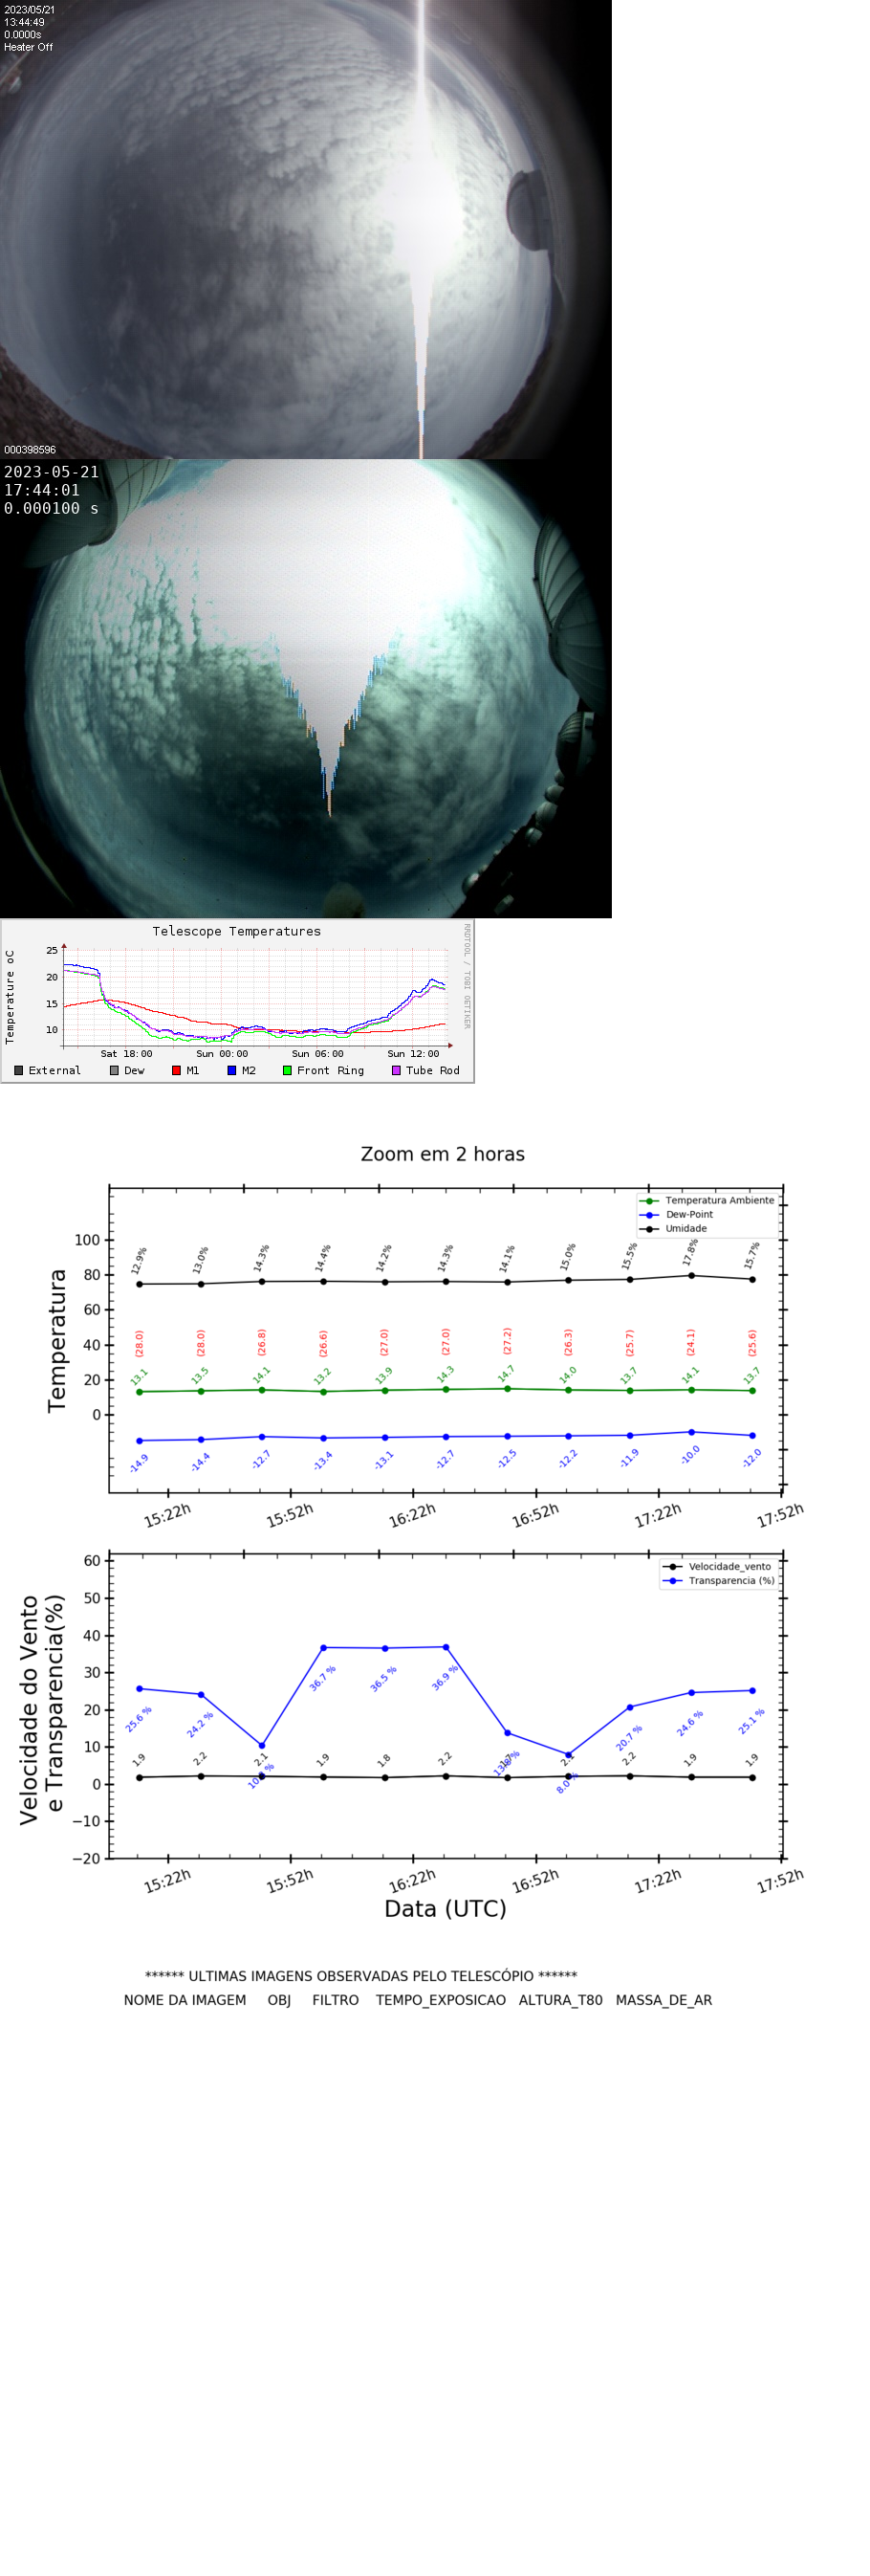 2023/05/21
13:44:49
0.0000s
Heater Off
000398596
2023-05-21
17:44:01
0.000100 s
Telescope Temperatures
RRDTOOL / TOBI OETIKER
Temperature oC
25
20
15
10
Sat 18:00 Sun 00:00 Sun 06:00 Sun 12:00
External Dew M1 M2 Front Ring Tube Rod
Zoom em 2 horas
Temperatura Ambiente
Dew-Point
Umidade
Temperatura
100
80
60
40
20
0
12.9% 13.0% 14.3% 14.4% 14.2% 14.3% 14.1% 15.0% 15.5% 17.8% 15.7%
(28.0) (28.0) (26.8) (26.6) (27.0) (27.0) (27.2) (26.3) (25.7) (24.1) (25.6)
13.1 13.5 14.1 13.2 13.9 14.3 14.7 14.0 13.7 14.1 13.7
-14.9 -14.4 -12.7 -13.4 -13.1 -12.7 -12.5 -12.2 -11.9 -10.0 -12.0
15:22h 15:52h 16:22h 16:52h 17:22h 17:52h
Velocidade_vento
Transparencia (%)
Velocidade do Vento
e Transparencia(%)
60
50
40
30
20
10
0
−10
−20
25.6 % 24.2 % 36.7 % 36.5 % 36.9 % 8.0 % 20.7 % 24.6 % 25.1 %
1.9 2.2 2.1 1.9 1.8 2.2 2.2 1.9 1.9
15:22h 15:52h 16:22h 16:52h 17:22h 17:52h
Data (UTC)
****** ULTIMAS IMAGENS OBSERVADAS PELO TELESCÓPIO ******
NOME DA IMAGEM OBJ FILTRO TEMPO_EXPOSICAO ALTURA_T80 MASSA_DE_AR